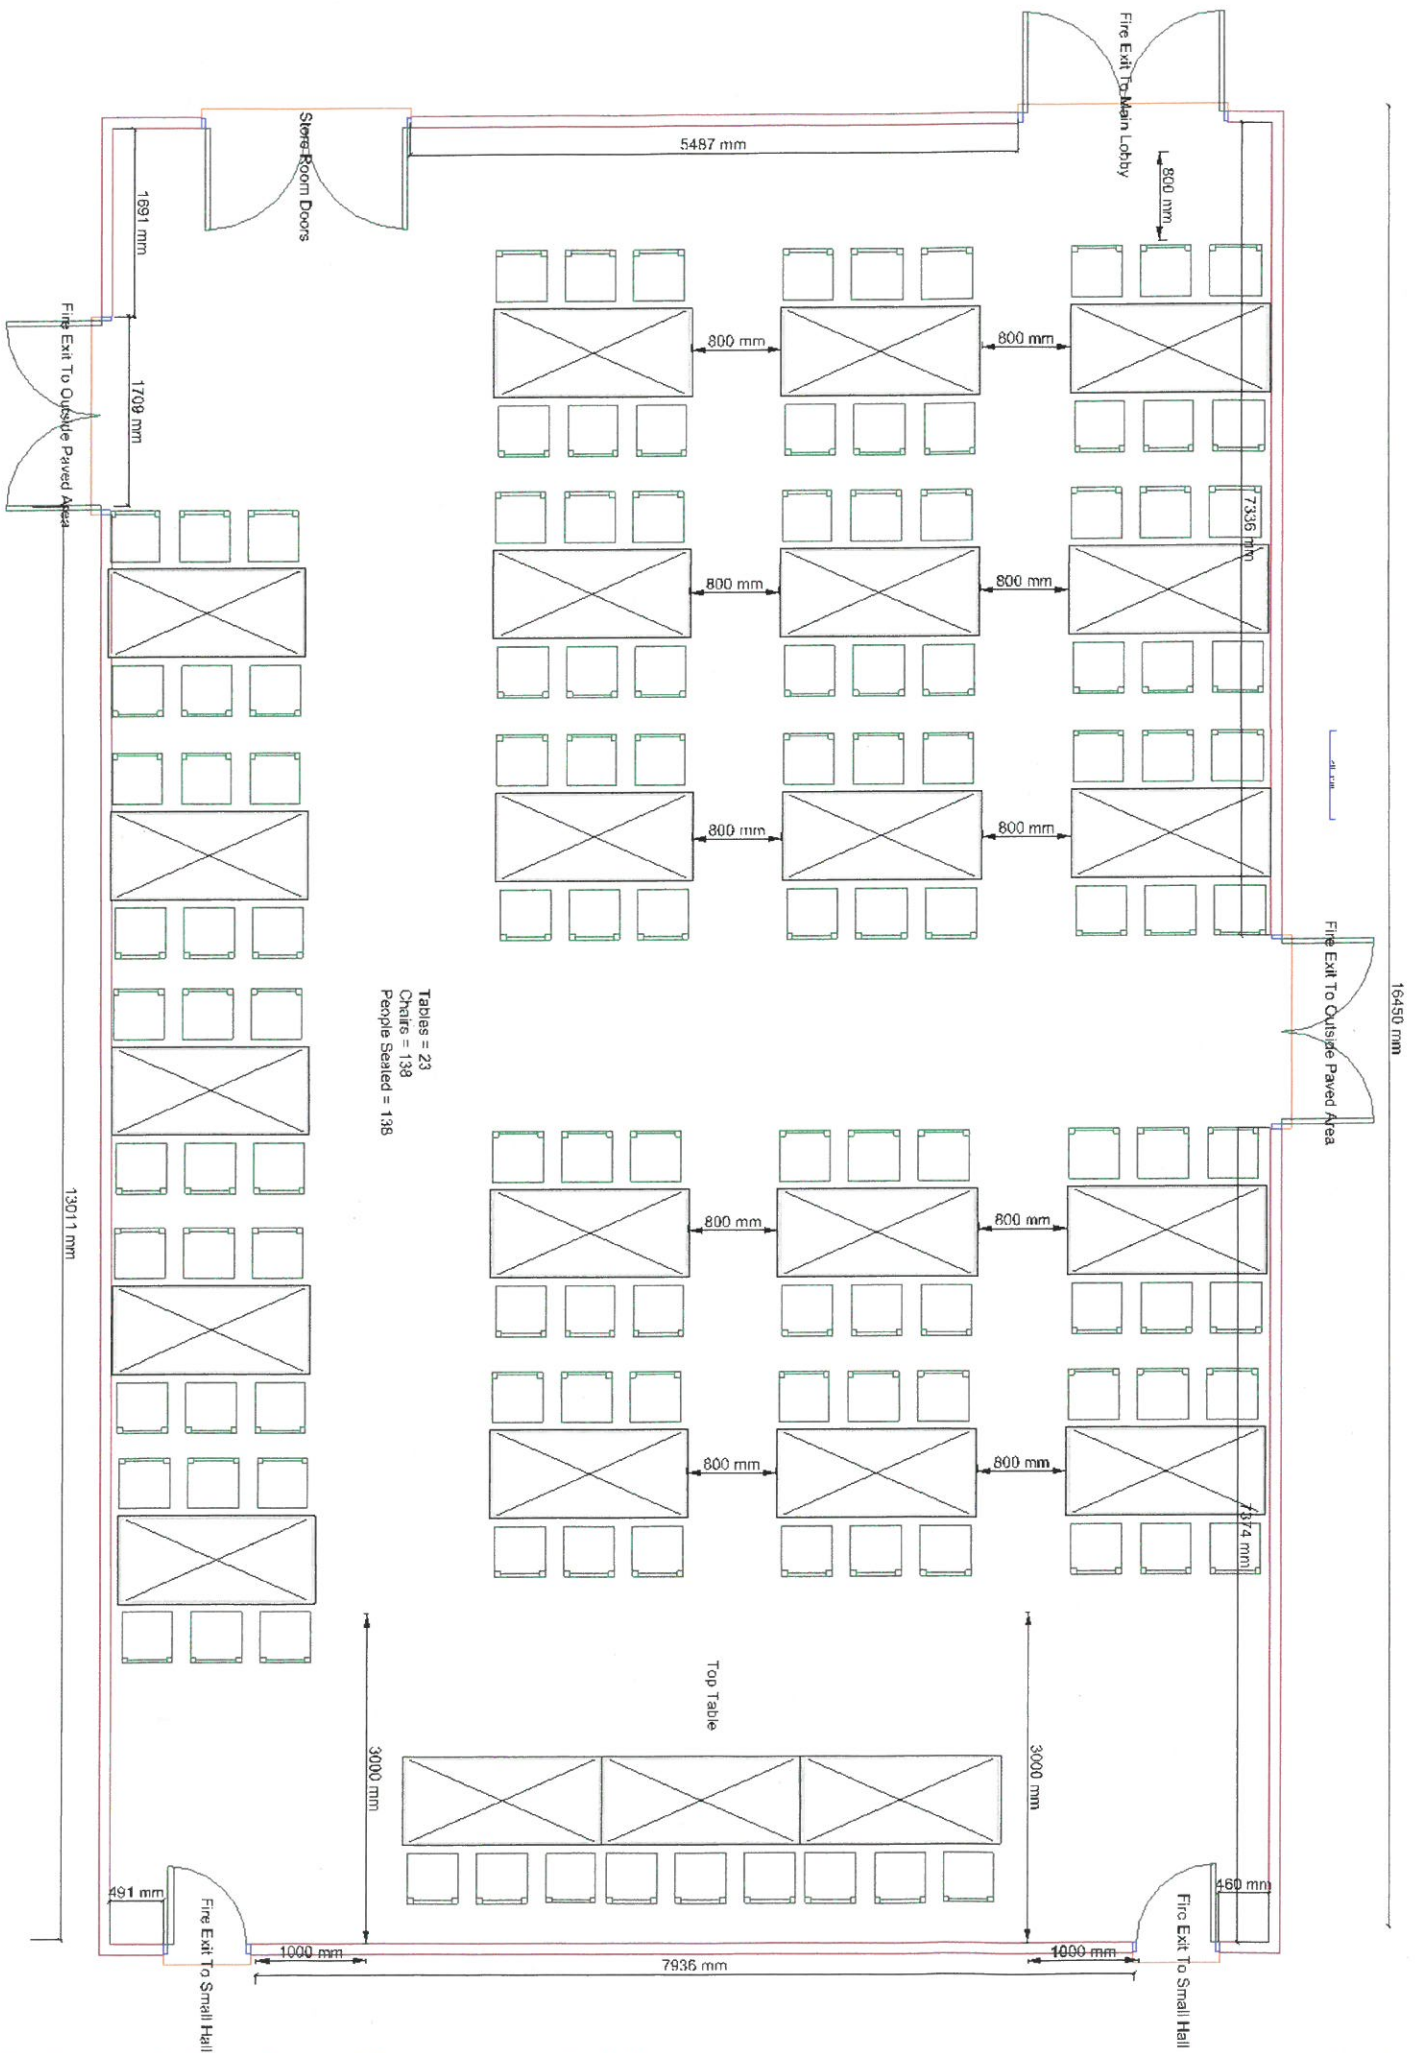 Fire Exit To Main Lobby
Store Room Doors
5487 mm
800 mm
1691 mm
Fire Exit To Outside Paved Area
1709 mm
800 mm
800 mm
7336 mm
800 mm
800 mm
800 mm
800 mm
Fire Exit To Outside Paved Area
16450 mm
Tables = 23
Chairs = 138
People Seated = 138
13011 mm
800 mm
800 mm
800 mm
800 mm
7374 mm
Top Table
3000 mm
3000 mm
491 mm
460 mm
Fire Exit To Small Hall
Fire Exit To Small Hall
1000 mm
1000 mm
7936 mm